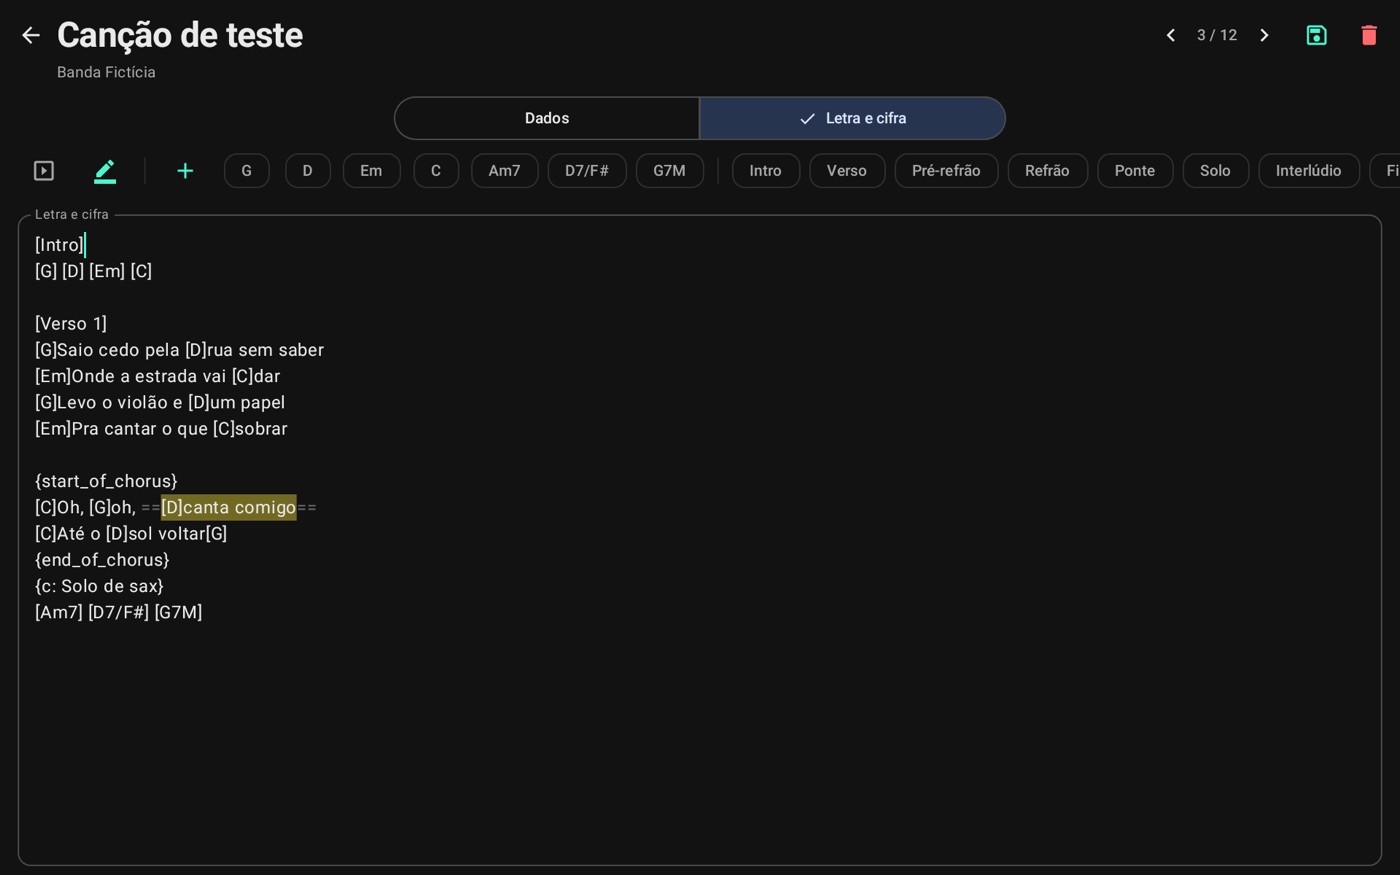 Canção de teste
3 / 12
Banda Fictícia
Dados
Letra e cifra
G D Em C Am7 D7/F# G7M Intro Verso Pré-refrão Refrão Ponte Solo Interlúdio Fi
Letra e cifra
[Intro]
[G] [D] [Em] [C]
[Verso 1]
[G]Saio cedo pela [D]rua sem saber
[Em]Onde a estrada vai [C]dar
[G]Levo o violão e [D]um papel
[Em]Pra cantar o que [C]sobrar
{start_of_chorus}
[C]Oh, [G]oh, ==[D]canta comigo==
[C]Até o [D]sol voltar[G]
{end_of_chorus}
{c: Solo de sax}
[Am7] [D7/F#] [G7M]